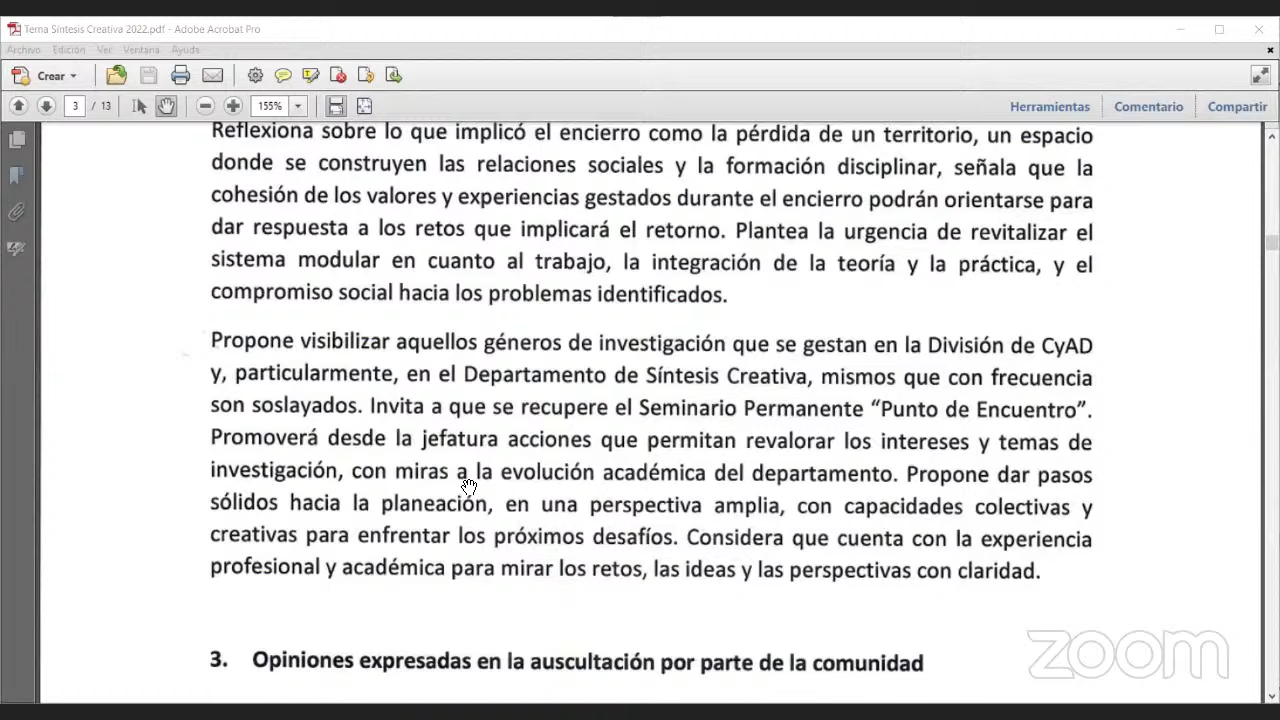 Tema Síntesis Creativa 2022.pdf - Adobe Acrobat Pro
Archivo Edición Ver Ventana Ayuda
Crear
3 / 13 155% Herramientas Comentario Compartir
Reflexiona sobre lo que implicó el encierro como la pérdida de un territorio, un espacio
donde se construyen las relaciones sociales y la formación disciplinar, señala que la
cohesión de los valores y experiencias gestados durante el encierro podrán orientarse para
dar respuesta a los retos que implicará el retorno. Plantea la urgencia de revitalizar el
sistema modular en cuanto al trabajo, la integración de la teoría y la práctica, y el
compromiso social hacia los problemas identificados.
Propone visibilizar aquellos géneros de investigación que se gestan en la División de CyAD
y, particularmente, en el Departamento de Síntesis Creativa, mismos que con frecuencia
son soslayados. Invita a que se recupere el Seminario Permanente “Punto de Encuentro”.
Promoverá desde la jefatura acciones que permitan revalorar los intereses y temas de
investigación, con miras a la evolución académica del departamento. Propone dar pasos
sólidos hacia la planeación, en una perspectiva amplia, con capacidades colectivas y
creativas para enfrentar los próximos desafíos. Considera que cuenta con la experiencia
profesional y académica para mirar los retos, las ideas y las perspectivas con claridad.
3. Opiniones expresadas en la auscultación por parte de la comunidad
zoom